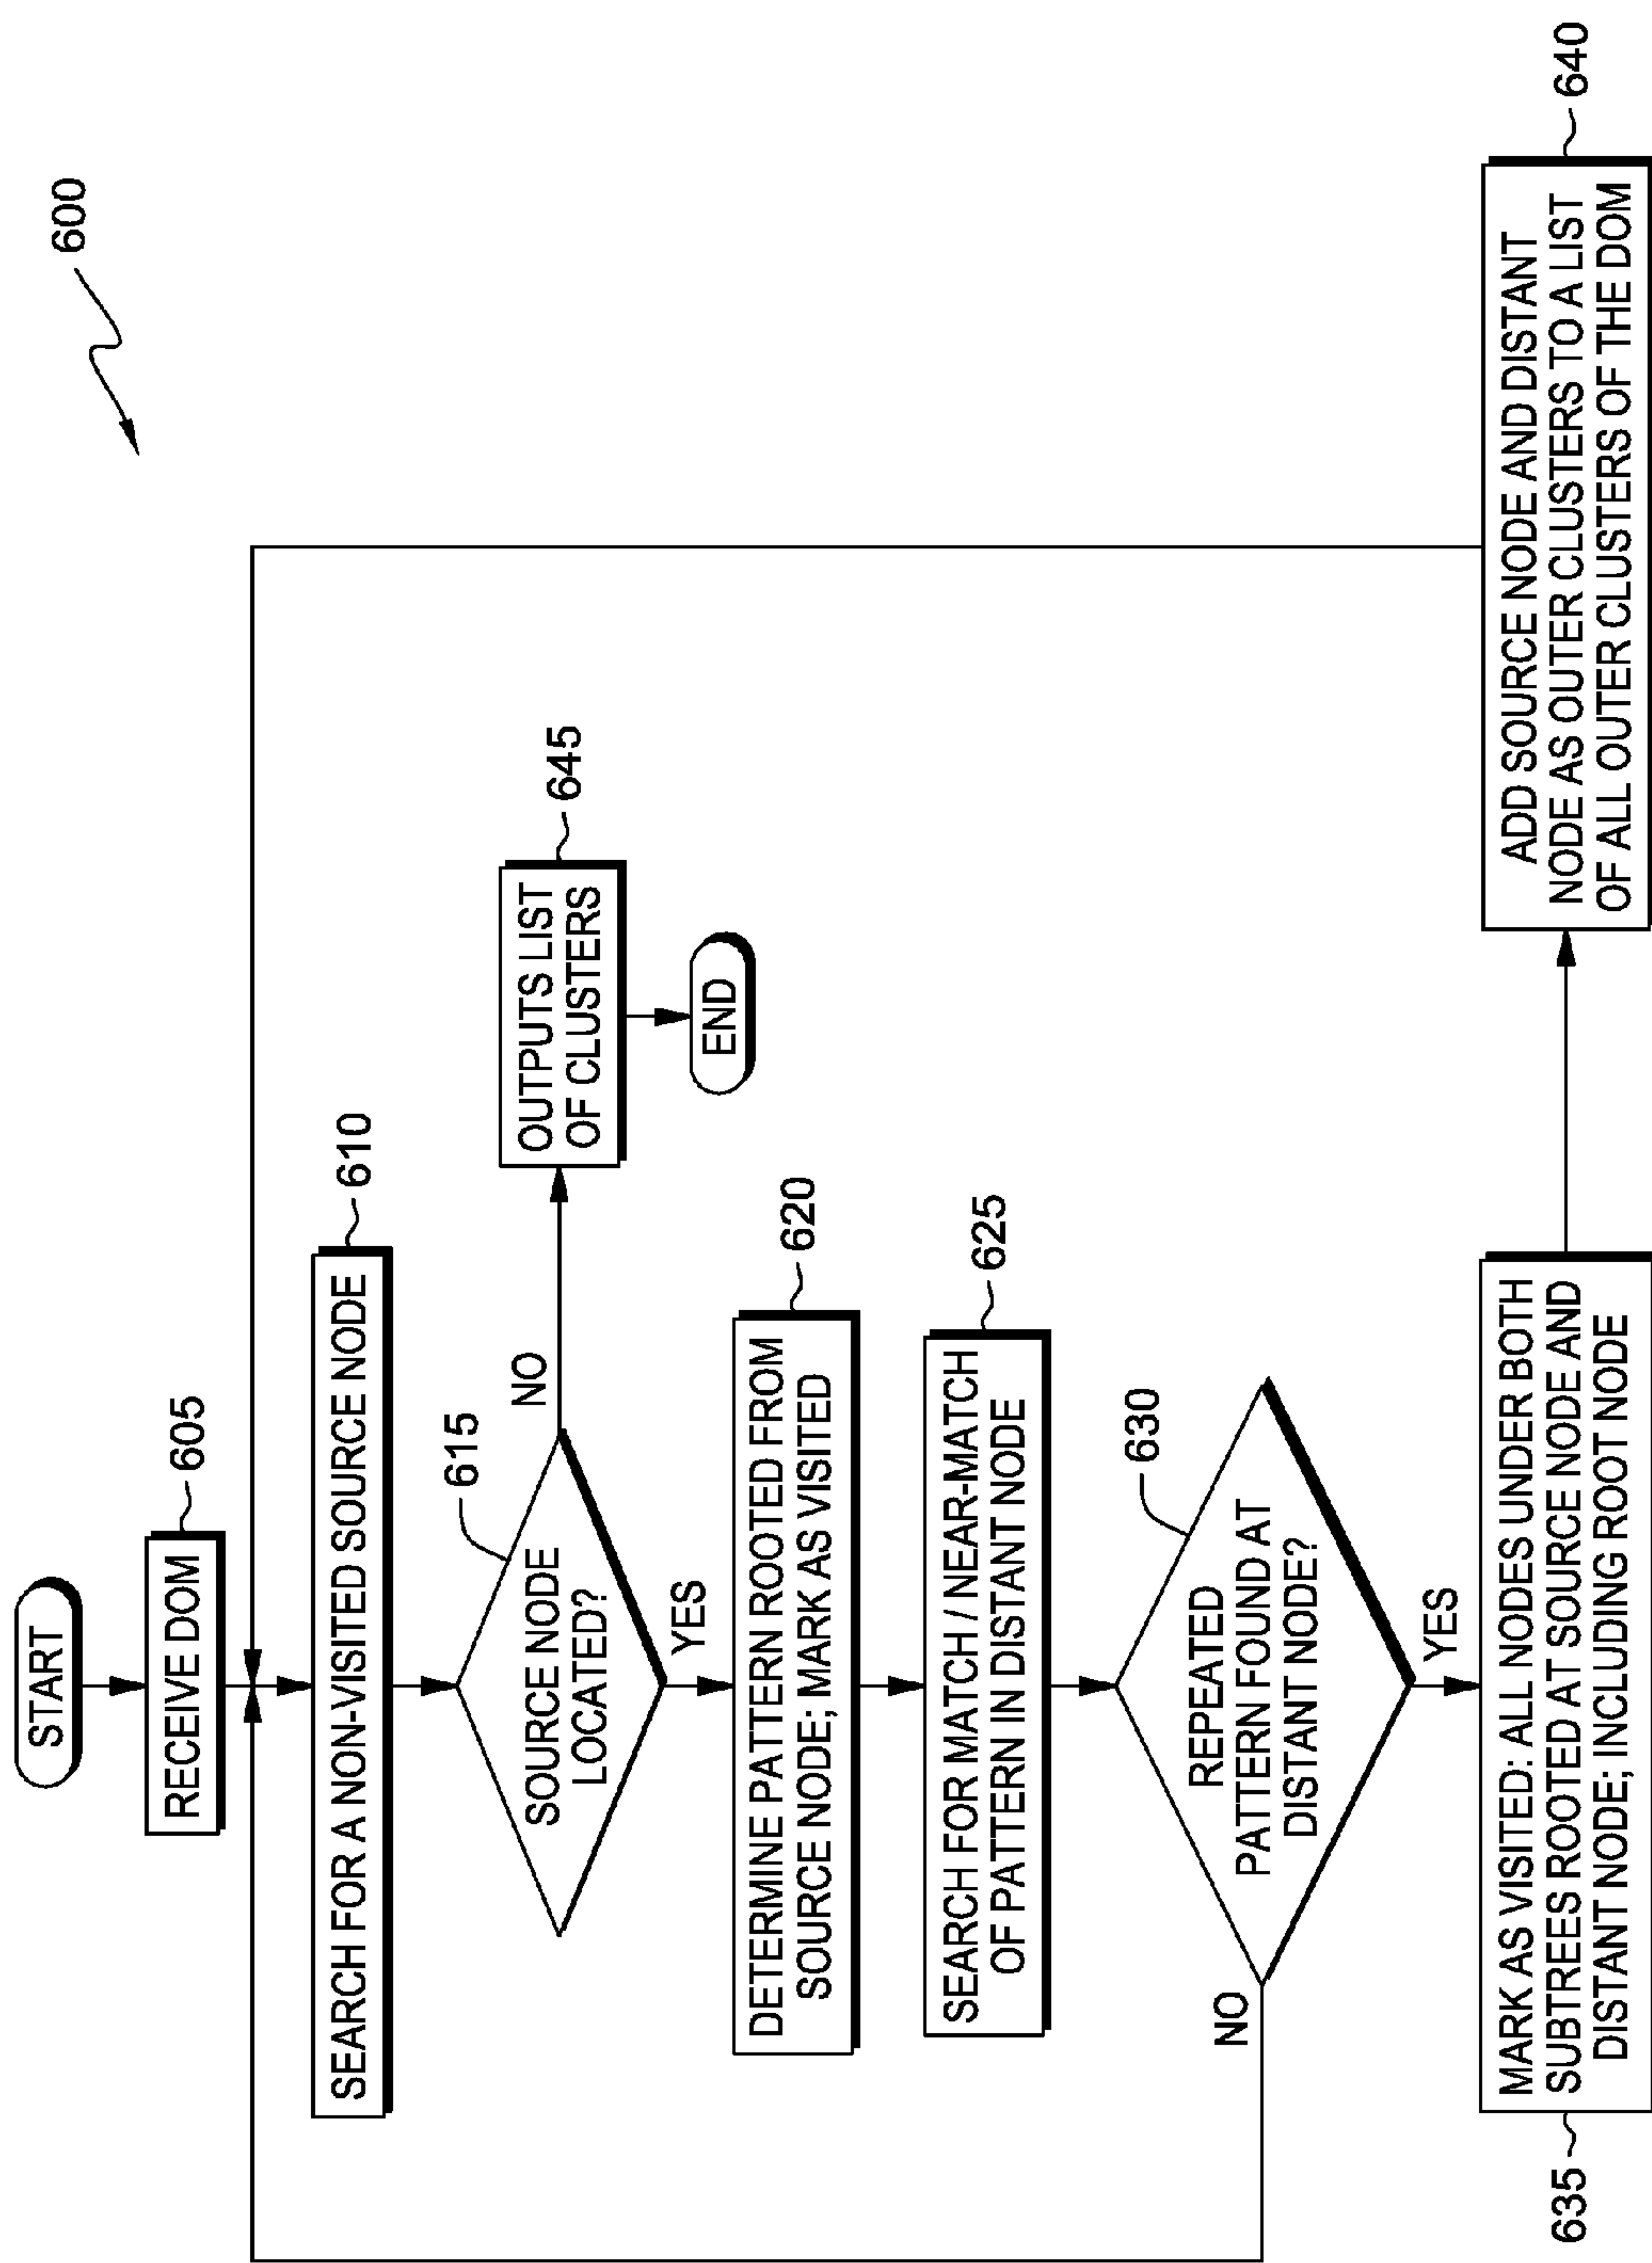 600
START
RECEIVE DOM
605
SEARCH FOR A NON-VISITED SOURCE NODE
610
615
SOURCE NODE
LOCATED?
NO
YES
OUTPUTS LIST
OF CLUSTERS
645
END
DETERMINE PATTERN ROOTED FROM
SOURCE NODE; MARK AS VISITED
620
SEARCH FOR MATCH / NEAR-MATCH
OF PATTERN IN DISTANT NODE
625
630
REPEATED
PATTERN FOUND AT
DISTANT NODE?
NO
YES
635
MARK AS VISITED: ALL NODES UNDER BOTH
SUBTREES ROOTED AT SOURCE NODE AND
DISTANT NODE; INCLUDING ROOT NODE
ADD SOURCE NODE AND DISTANT
NODE AS OUTER CLUSTERS TO A LIST
OF ALL OUTER CLUSTERS OF THE DOM
640